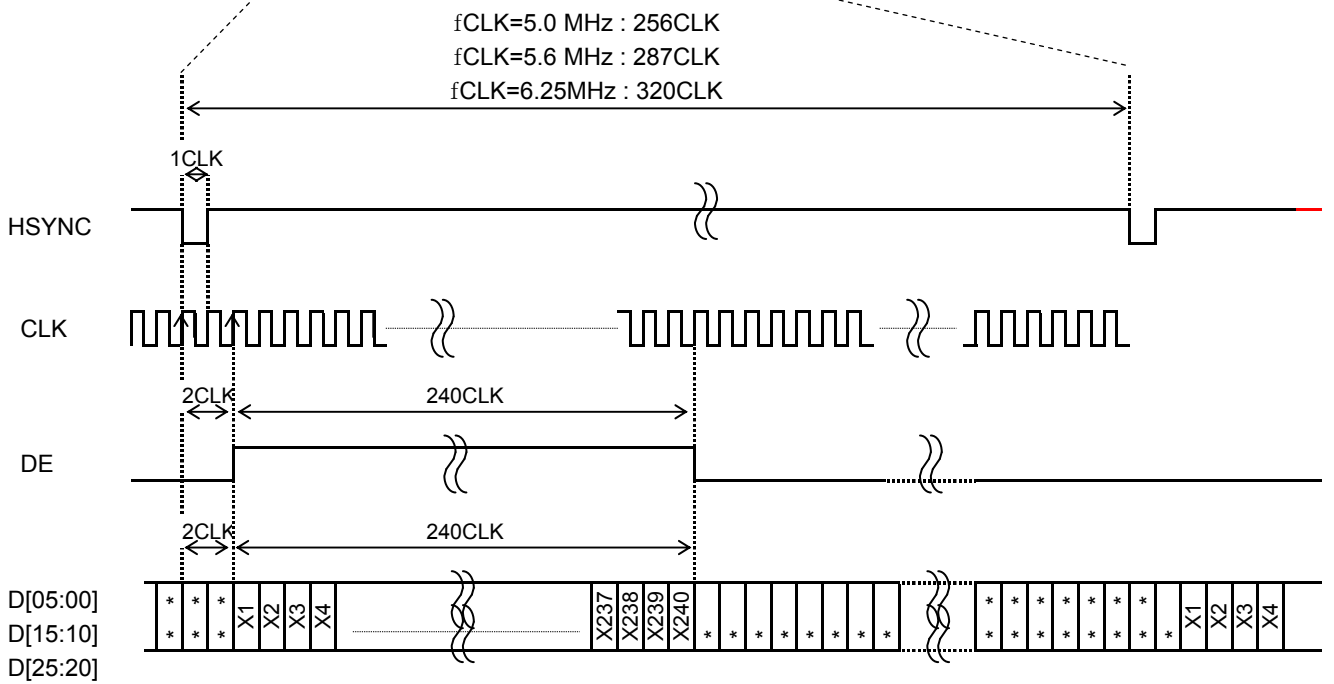 fCLK=5.0 MHz : 256CLK
fCLK=5.6 MHz : 287CLK
fCLK=6.25MHz : 320CLK
1CLK
HSYNC
CLK
2CLK 240CLK
DE
2CLK 240CLK
D[05:00]
D[15:10]
D[25:20]
* * * X1 X2 X3 X4 X237 X238 X239 X240 * * * * * * * * * * * * * * X1 X2 X3 X4
* * * * * * * * * * * * * * * * * * *